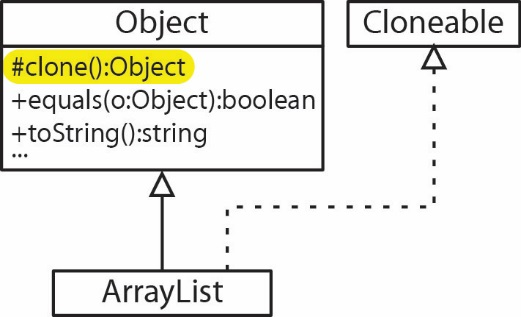 Object
Cloneable
#clone():Object
+equals(o:Object):boolean
+toString():string
...
ArrayList